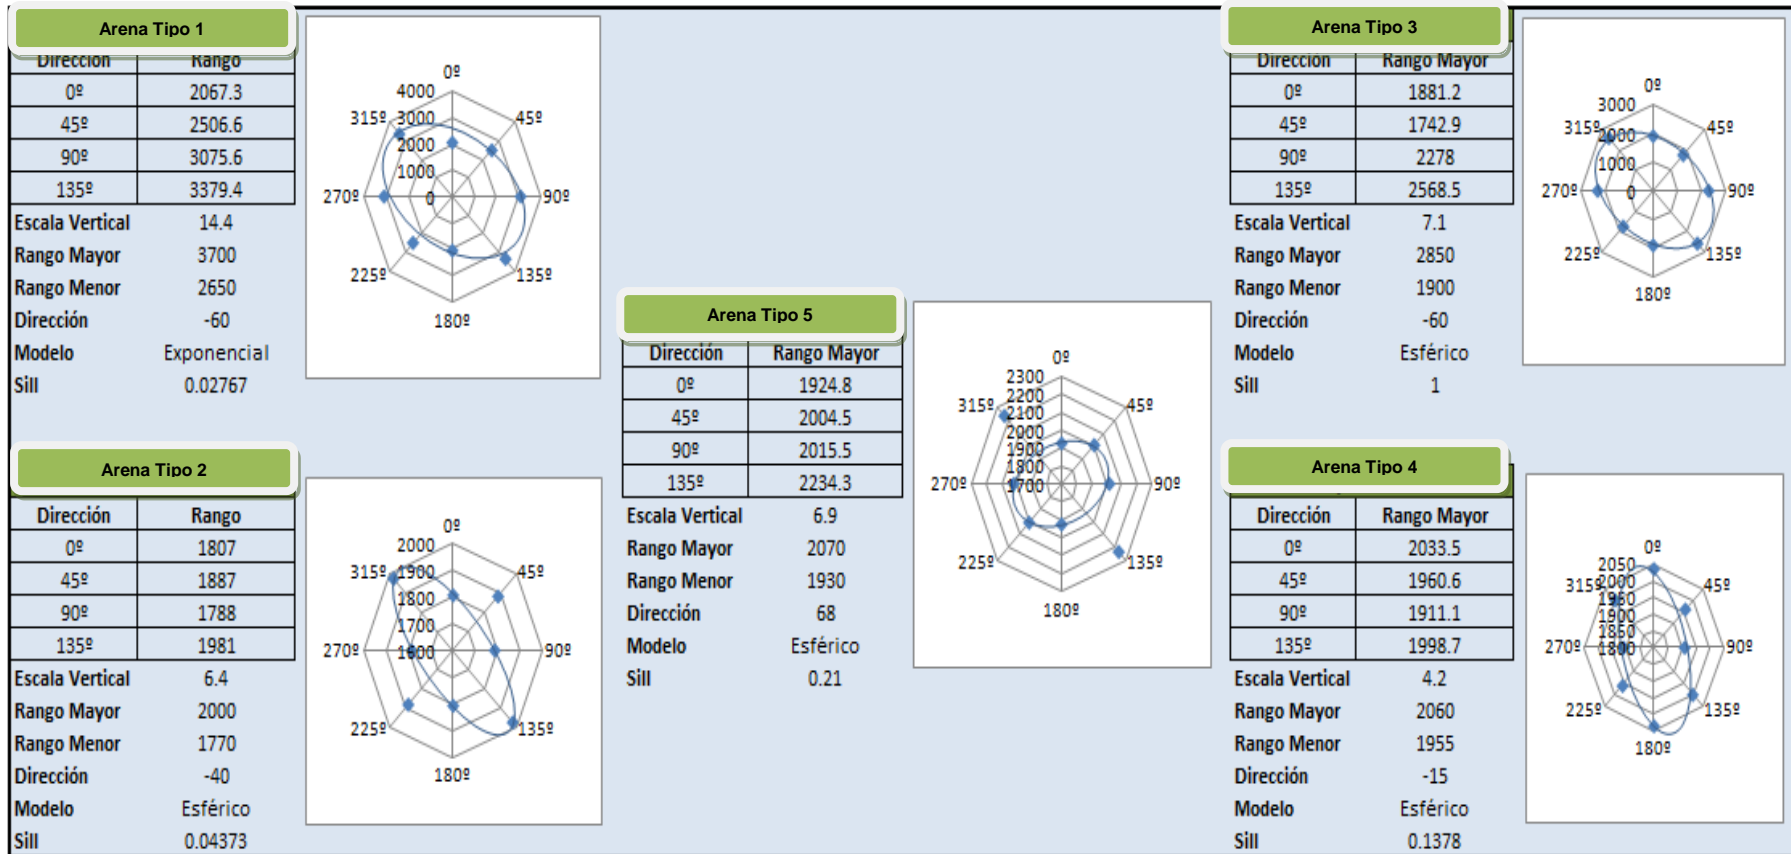 Arena Tipo 1
Dirección Rango
0º 2067.3
45º 2506.6
90º 3075.6
135º 3379.4
Escala Vertical 14.4
Rango Mayor 3700
Rango Menor 2650
Dirección -60
Modelo Exponencial
Sill 0.02767
0º
45º
90º
135º
180º
225º
270º
315º
4000
3000
2000
1000
0
Arena Tipo 2
Dirección Rango
0º 1807
45º 1887
90º 1788
135º 1981
Escala Vertical 6.4
Rango Mayor 2000
Rango Menor 1770
Dirección -40
Modelo Esférico
Sill 0.04373
0º
45º
90º
135º
180º
225º
270º
315º
2000
1900
1800
1700
1600
Arena Tipo 5
Dirección Rango Mayor
0º 1924.8
45º 2004.5
90º 2015.5
135º 2234.3
Escala Vertical 6.9
Rango Mayor 2070
Rango Menor 1930
Dirección 68
Modelo Esférico
Sill 0.21
0º
45º
90º
135º
180º
225º
270º
315º
2300
2200
2100
2000
1900
1800
1700
Arena Tipo 3
Dirección Rango Mayor
0º 1881.2
45º 1742.9
90º 2278
135º 2568.5
Escala Vertical 7.1
Rango Mayor 2850
Rango Menor 1900
Dirección -60
Modelo Esférico
Sill 1
0º
45º
90º
135º
180º
225º
270º
315º
3000
2000
1000
0
Arena Tipo 4
Dirección Rango Mayor
0º 2033.5
45º 1960.6
90º 1911.1
135º 1998.7
Escala Vertical 4.2
Rango Mayor 2060
Rango Menor 1955
Dirección -15
Modelo Esférico
Sill 0.1378
0º
45º
90º
135º
180º
225º
270º
315º
2050
2000
1950
1900
1850
1800